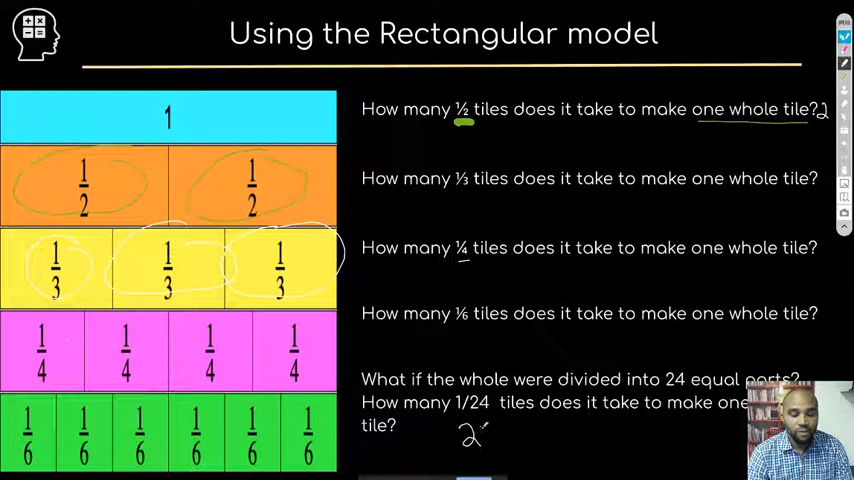 Using the Rectangular model
1
1/2 1/2
1/3 1/3 1/3
1/4 1/4 1/4 1/4
1/6 1/6 1/6 1/6 1/6 1/6
How many ½ tiles does it take to make one whole tile?2
How many ⅓ tiles does it take to make one whole tile?
How many ¼ tiles does it take to make one whole tile?
How many ⅙ tiles does it take to make one whole tile?
What if the whole were divided into 24 equal parts?
How many 1/24 tiles does it take to make one
tile?
2